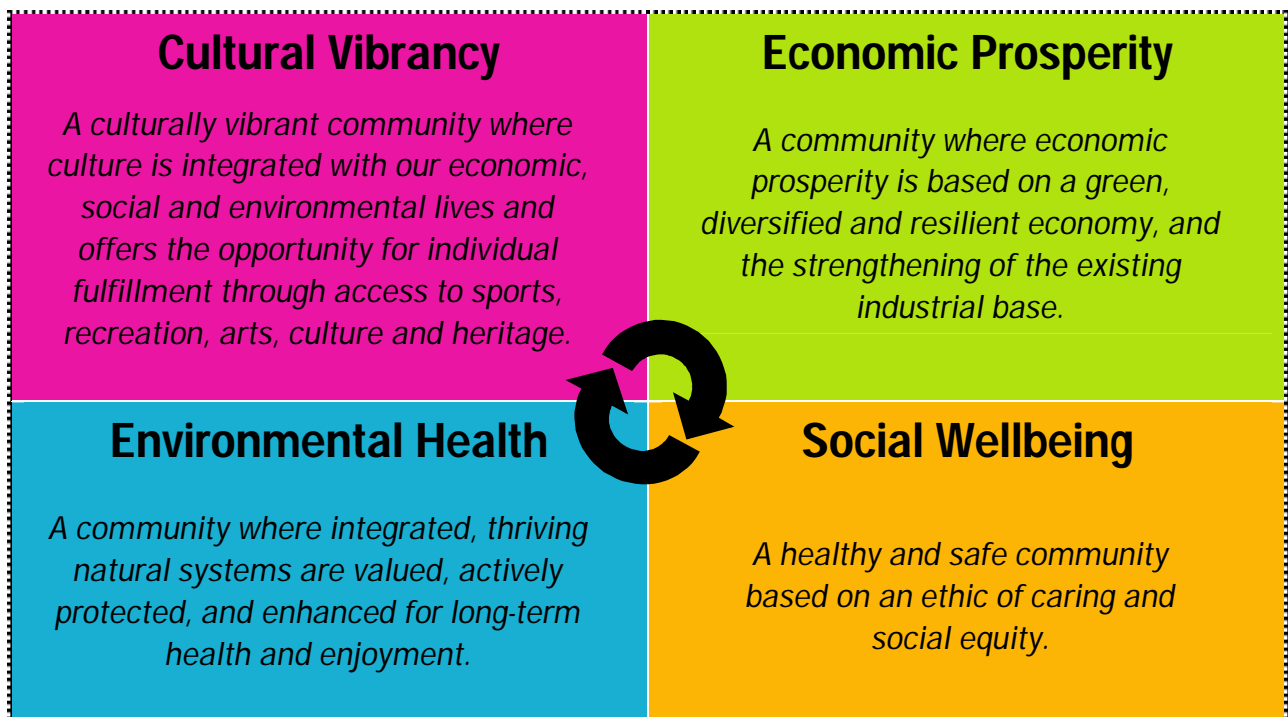 Cultural Vibrancy
A culturally vibrant community where
culture is integrated with our economic,
social and environmental lives and
offers the opportunity for individual
fulfillment through access to sports,
recreation, arts, culture and heritage.
Economic Prosperity
A community where economic
prosperity is based on a green,
diversified and resilient economy, and
the strengthening of the existing
industrial base.
Environmental Health
A community where integrated, thriving
natural systems are valued, actively
protected, and enhanced for long-term
health and enjoyment.
Social Wellbeing
A healthy and safe community
based on an ethic of caring and
social equity.